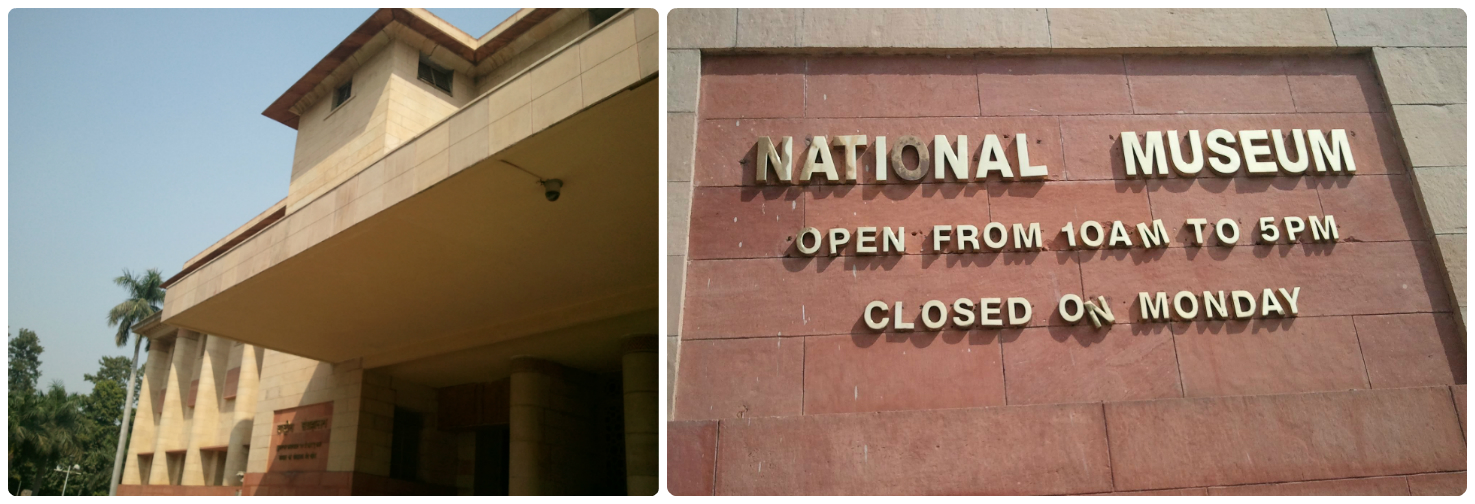 NATIONAL MUSEUM
OPEN FROM 10AM TO 5PM
CLOSED ON MONDAY